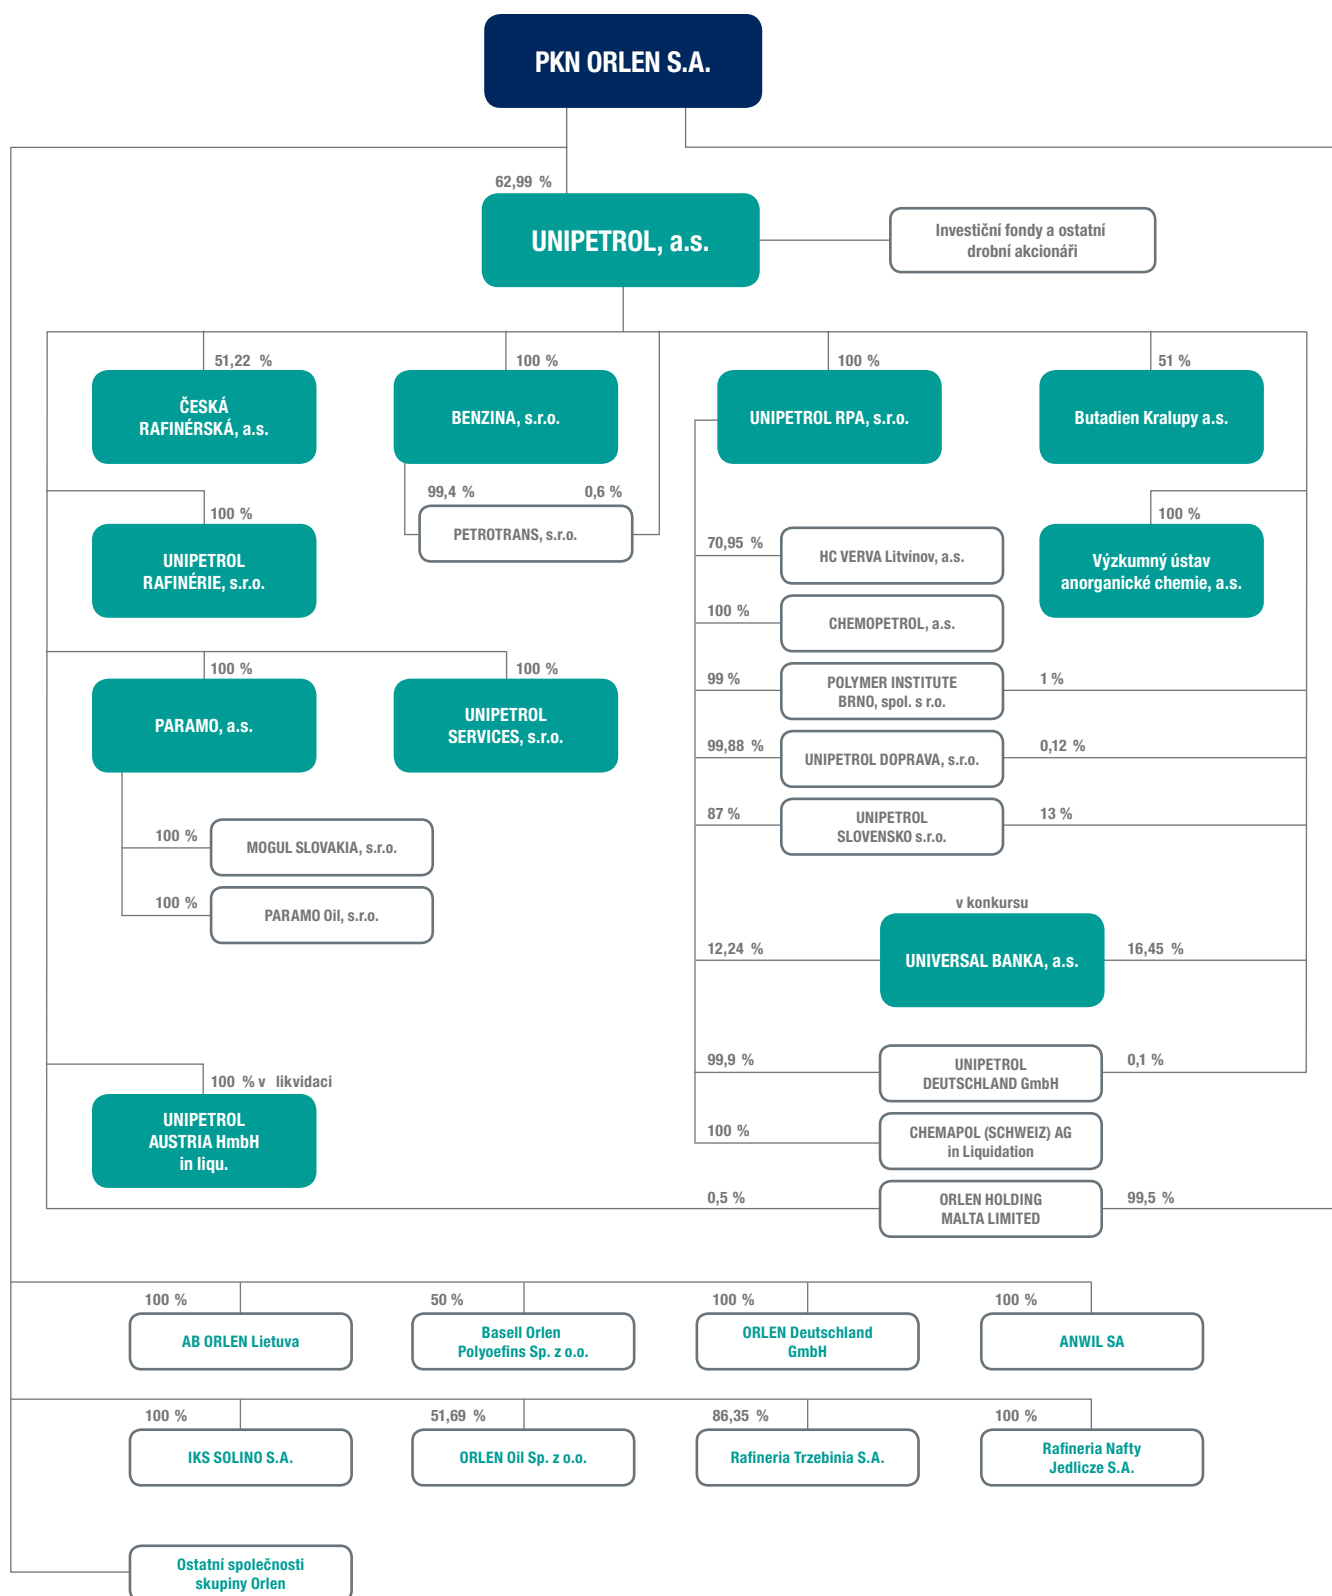 PKN ORLEN S.A.
62,99 %
UNIPETROL, a.s.
Investiční fondy a ostatní
drobní akcionáři
51,22 %
100 %
100 %
51 %
ČESKÁ
RAFINÉRSKÁ, a.s.
BENZINA, s.r.o.
UNIPETROL RPA, s.r.o.
Butadien Kralupy a.s.
99,4 %
0,6 %
PETROTRANS, s.r.o.
100 %
UNIPETROL
RAFINÉRIE, s.r.o.
70,95 %
HC VERVA Litvínov, a.s.
100 %
Výzkumný ústav
anorganické chemie, a.s.
100 %
CHEMOPETROL, a.s.
100 %
PARAMO, a.s.
100 %
UNIPETROL
SERVICES, s.r.o.
99 %
POLYMER INSTITUTE
BRNO, spol. s r.o.
1 %
99,88 %
UNIPETROL DOPRAVA, s.r.o.
0,12 %
87 %
UNIPETROL
SLOVENSKO s.r.o.
13 %
100 %
MOGUL SLOVAKIA, s.r.o.
100 %
PARAMO Oil, s.r.o.
v konkursu
12,24 %
UNIVERSAL BANKA, a.s.
16,45 %
99,9 %
UNIPETROL
DEUTSCHLAND GmbH
0,1 %
100 % v likvidaci
UNIPETROL
AUSTRIA HmbH
in liqu.
100 %
CHEMAPOL (SCHWEIZ) AG
in Liquidation
0,5 %
ORLEN HOLDING
MALTA LIMITED
99,5 %
100 %
50 %
100 %
100 %
AB ORLEN Lietuva
Basell Orlen
Polyoefins Sp. z o.o.
ORLEN Deutschland
GmbH
ANWIL SA
100 %
51,69 %
86,35 %
100 %
IKS SOLINO S.A.
ORLEN Oil Sp. z o.o.
Rafineria Trzebinia S.A.
Rafineria Nafty
Jedlicze S.A.
Ostatní společnosti
skupiny Orlen